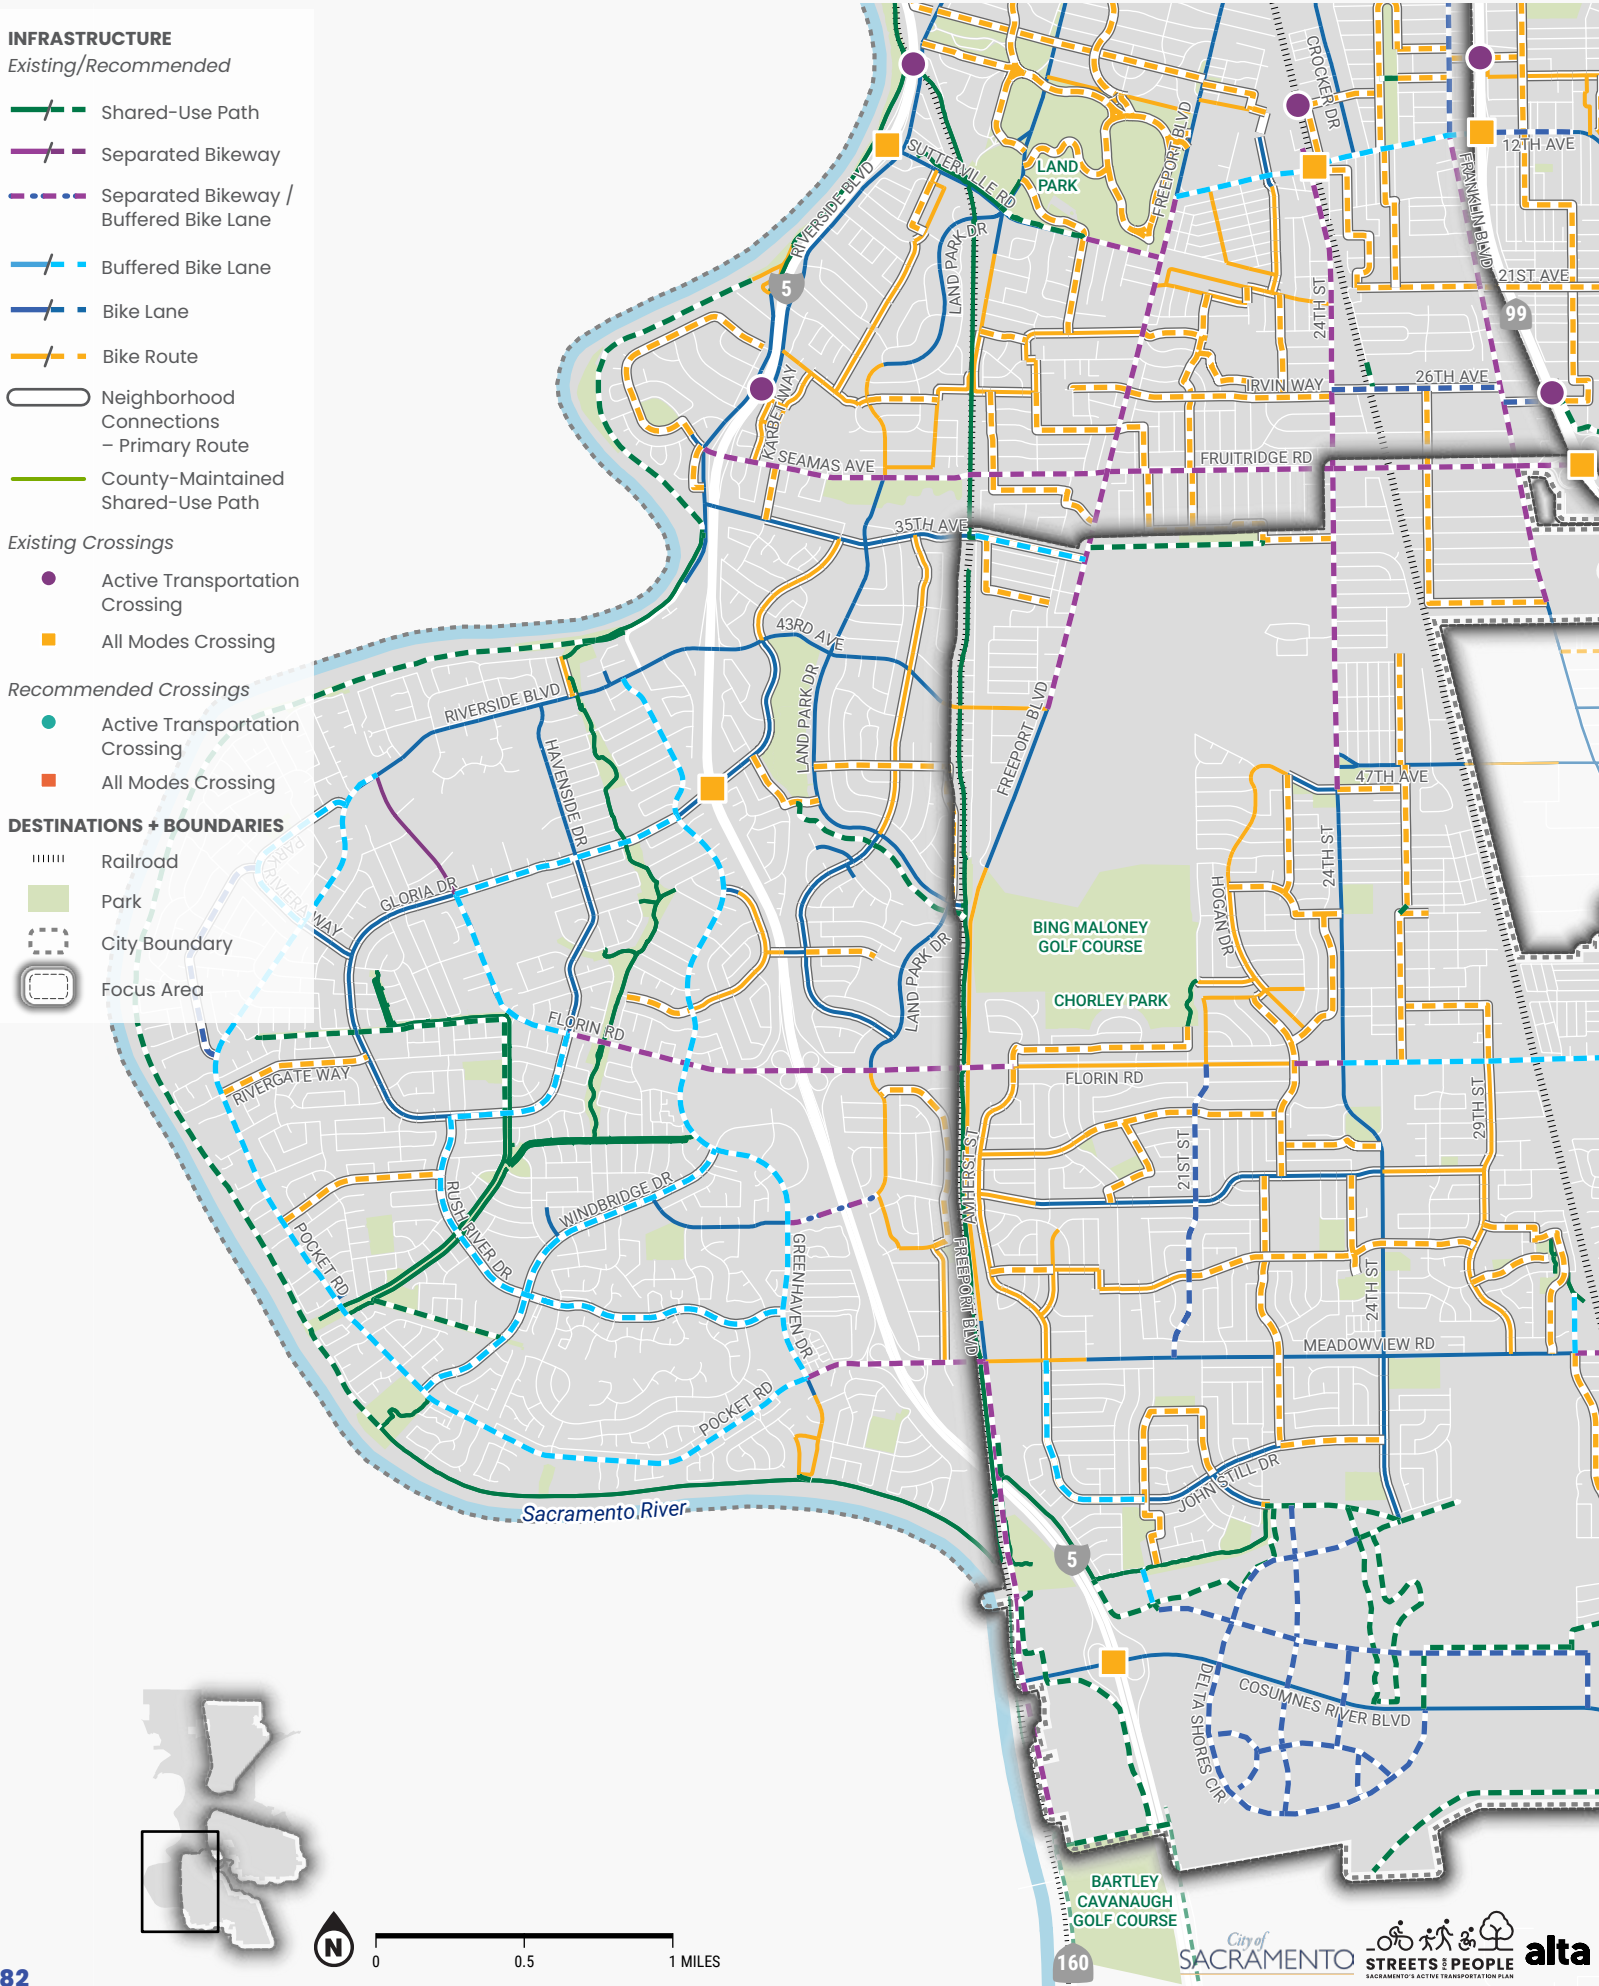 INFRASTRUCTURE
Existing/Recommended
Shared-Use Path
Separated Bikeway
Separated Bikeway /
Buffered Bike Lane
Buffered Bike Lane
Bike Lane
Bike Route
Neighborhood
Connections
– Primary Route
County-Maintained
Shared-Use Path
Existing Crossings
Active Transportation
Crossing
All Modes Crossing
Recommended Crossings
Active Transportation
Crossing
All Modes Crossing
DESTINATIONS + BOUNDARIES
Railroad
Park
City Boundary
Focus Area
CROCKER DR
12TH AVE
SUTTERVILLE RD
LAND
PARK
FREEPORT BLVD
FRANKLIN BLVD
RIVERSIDE BLVD
LAND PARK DR
21ST AVE
5
24TH ST
99
KARBET WAY
IRVIN WAY
26TH AVE
SEAMAS AVE
FRUITRIDGE RD
35TH AVE
43RD AVE
RIVERSIDE BLVD
LAND PARK DR
FREEPORT BLVD
HAVENSIDE DR
47TH AVE
24TH ST
PARK
RIVERA WAY
GLORIA DR
HOGAN DR
BING MALONEY
GOLF COURSE
LAND PARK DR
CHORLEY PARK
FLORIN RD
RIVERGATE WAY
FLORIN RD
29TH ST
21ST ST
AMHERST ST
RUSH RIVER DR
WINDBRIDGE DR
POCKET RD
GREENHAVEN DR
FREEPORT BLVD
24TH ST
MEADOWVIEW RD
POCKET RD
JOHN STILL DR
Sacramento River
5
DELTA SHORES CIR
COSUMNES RIVER BLVD
BARTLEY
CAVANAUGH
GOLF COURSE
160
N
0
0.5
1 MILES
City of
SACRAMENTO
STREETS FOR PEOPLE
SACRAMENTO'S ACTIVE TRANSPORTATION PLAN
alta
82